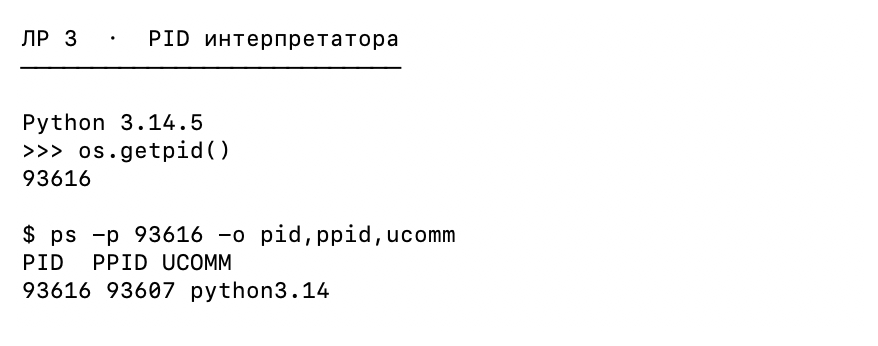 ЛР 3  ·  PID интерпретатора
Python 3.14.5
>>> os.getpid()
93616
$ ps –p 93616 –o pid,ppid,ucomm
PID  PPID UCOMM
93616 93607 python3.14